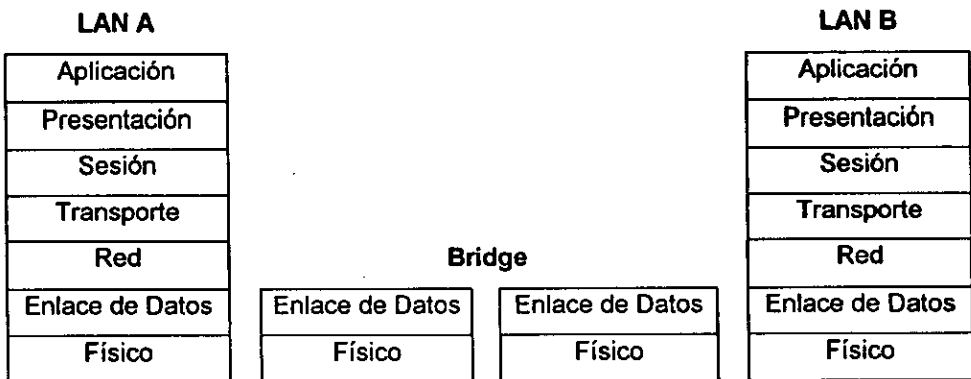 LAN A
LAN B
Aplicación
Aplicación
Presentación
Presentación
Sesión
Sesión
Transporte
Transporte
Red
Bridge
Red
Enlace de Datos
Enlace de Datos
Enlace de Datos
Enlace de Datos
Físico
Físico
Físico
Físico